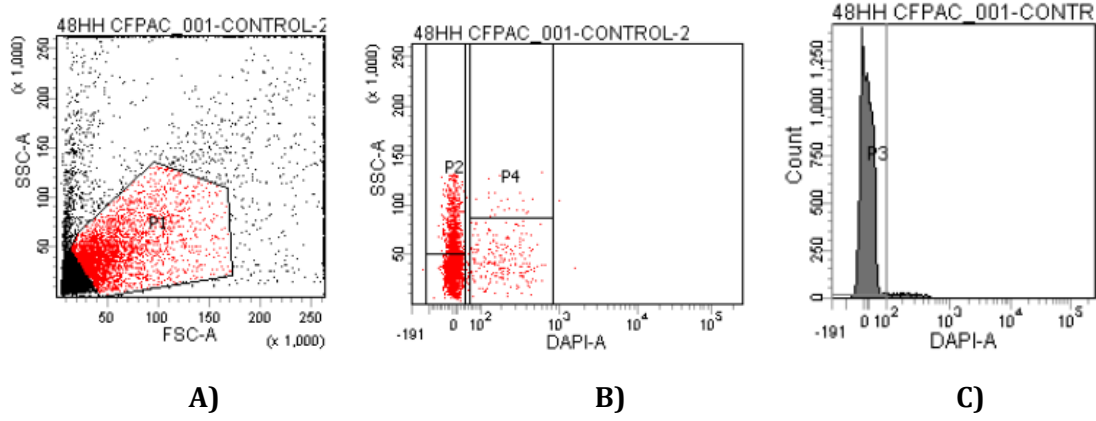 48HH CFPAC_001-CONTROL-2
SSC-A
(x 1,000)
250
200
150
100
50
P1
50 100 150 200 250
FSC-A
(x 1,000)
A)
48HH CFPAC_001-CONTROL-2
SSC-A
(x 1,000)
250
200
150
100
50
P2
P4
-191
0 10² 10³ 10⁴ 10⁵
DAPI-A
B)
48HH CFPAC_001-CONTR
Count
1,250
1,000
750
500
250
0
P3
-191
0 10² 10³ 10⁴ 10⁵
DAPI-A
C)